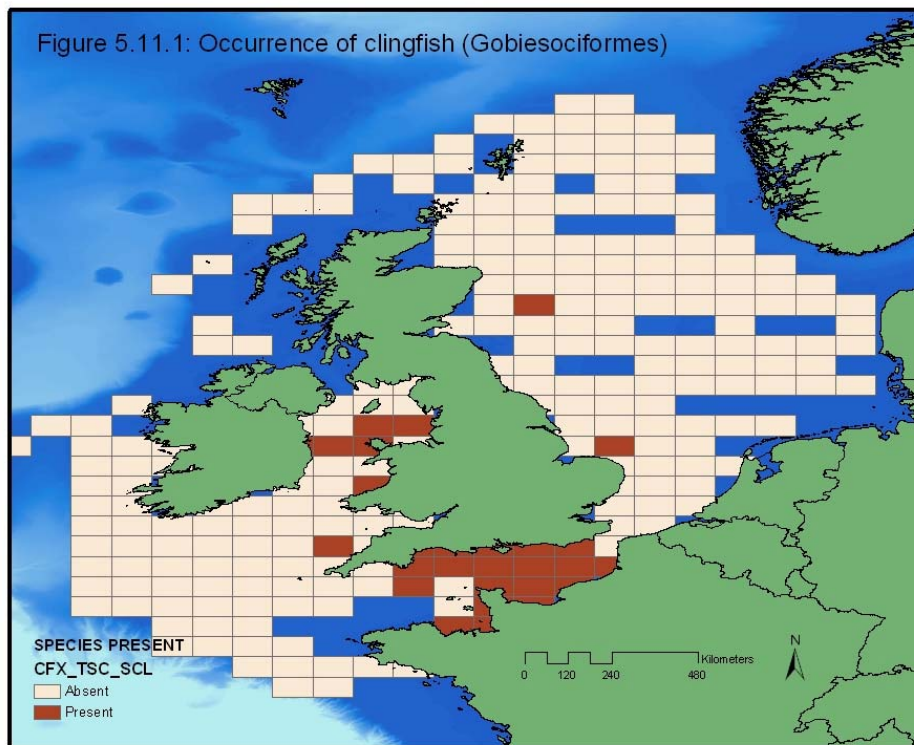 Figure 5.11.1: Occurrence of clingfish (Gobiesociformes)
SPECIES PRESENT
CFX_TSC_SCL
Absent
Present
N
Kilometers
0 120 240 480